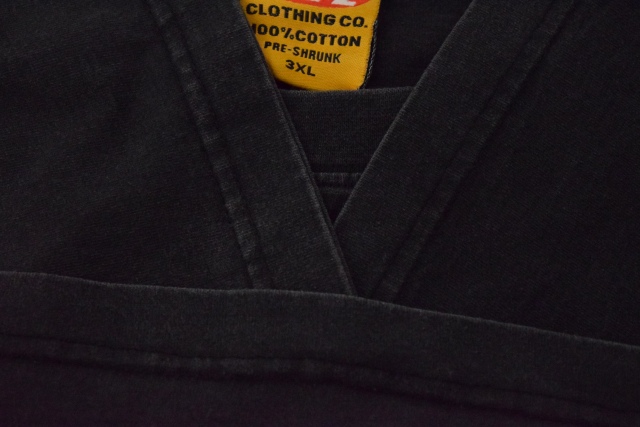 CLOTHING CO.
100% COTTON
PRE-SHRUNK
3XL